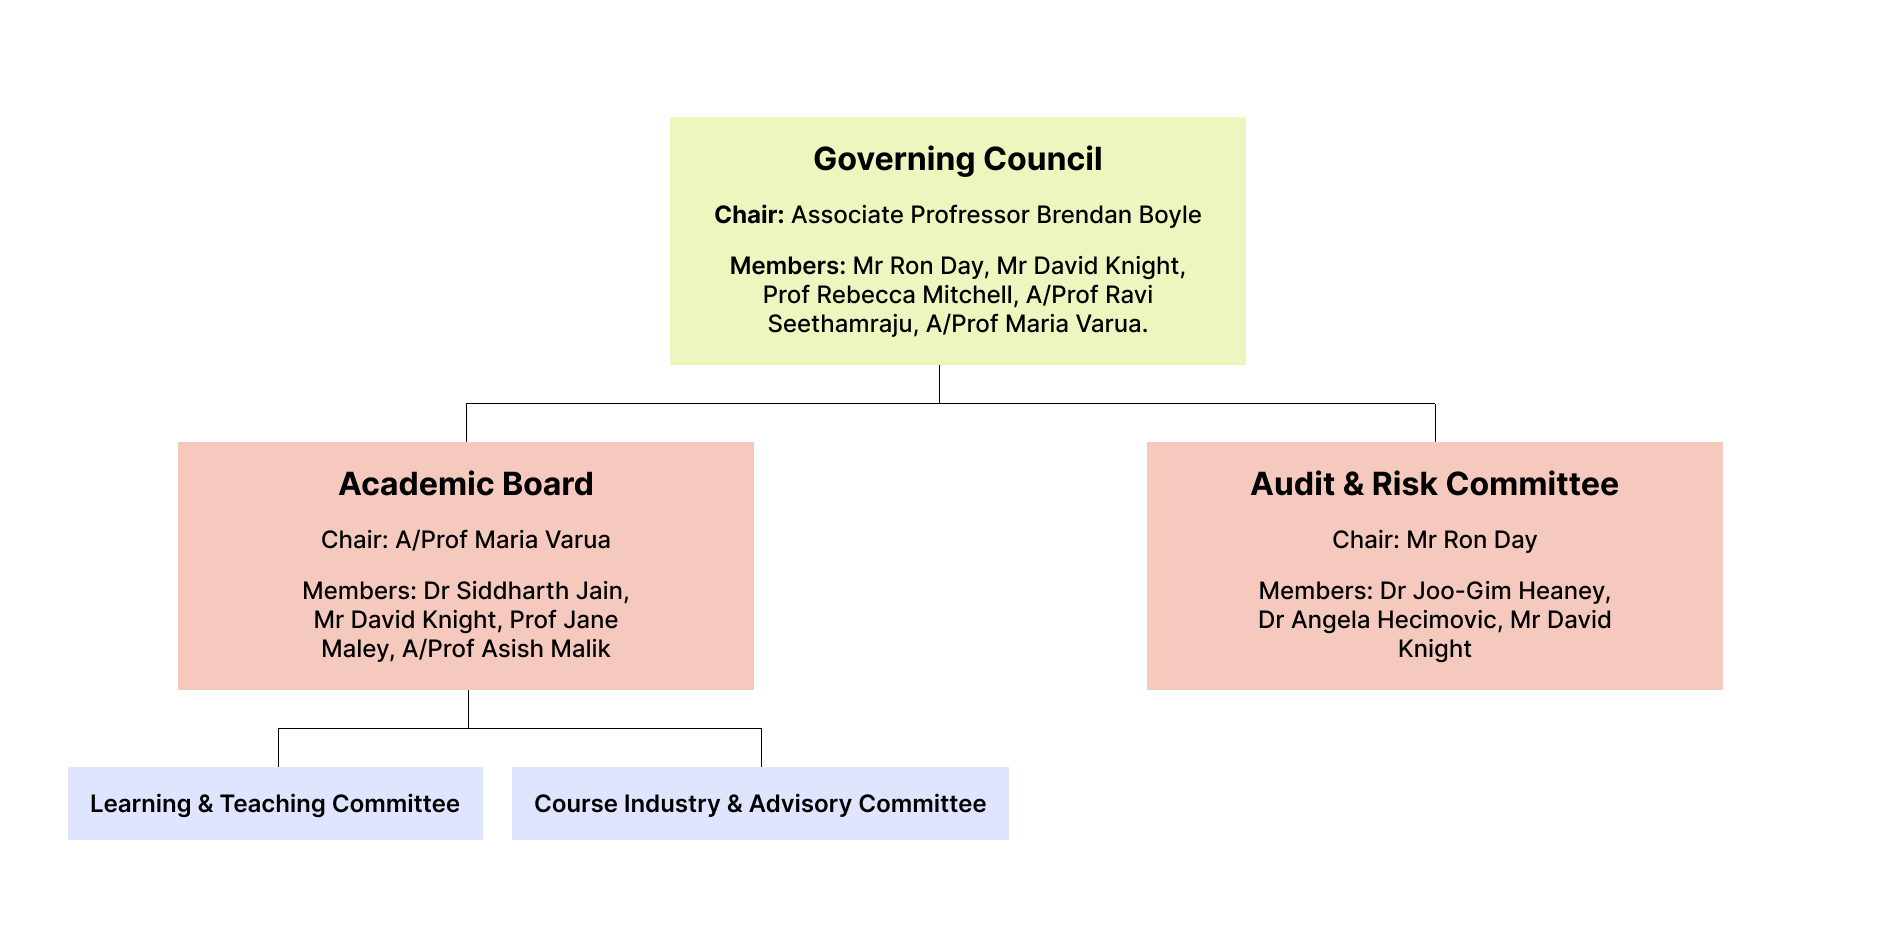 Governing Council
Chair: Associate Profressor Brendan Boyle
Members: Mr Ron Day, Mr David Knight,
Prof Rebecca Mitchell, A/Prof Ravi
Seethamraju, A/Prof Maria Varua.
Academic Board
Chair: A/Prof Maria Varua
Members: Dr Siddharth Jain,
Mr David Knight, Prof Jane
Maley, A/Prof Asish Malik
Audit & Risk Committee
Chair: Mr Ron Day
Members: Dr Joo-Gim Heaney,
Dr Angela Hecimovic, Mr David
Knight
Learning & Teaching Committee
Course Industry & Advisory Committee